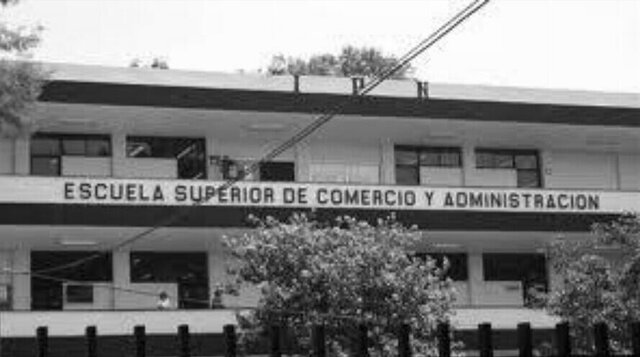 I P N
ESCUELA SUPERIOR DE COMERCIO Y ADMINISTRACION